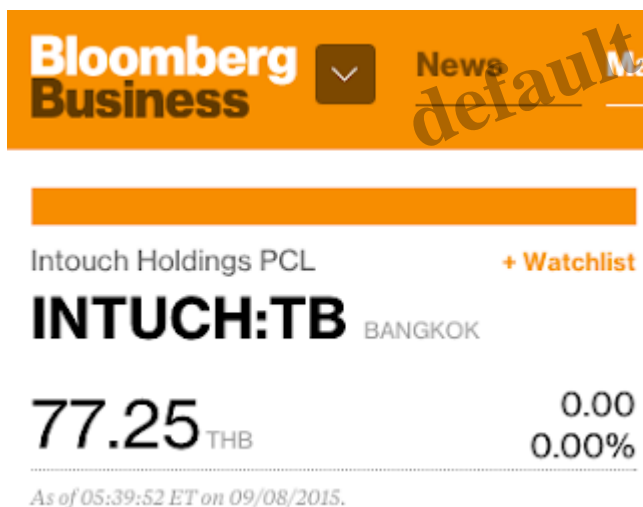 Bloomberg
Business
News
Ma
default
Intouch Holdings PCL
+ Watchlist
INTUCH:TB BANGKOK
77.25 THB
0.00
0.00%
As of 05:39:52 ET on 09/08/2015.